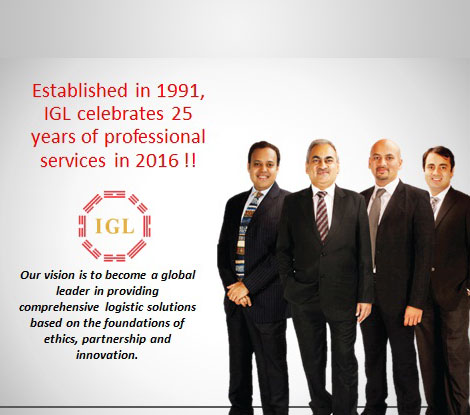 Established in 1991,
IGL celebrates 25
years of professional
services in 2016 !!
IGL
Our vision is to become a global
leader in providing
comprehensive logistic solutions
based on the foundations of
ethics, partnership and
innovation.